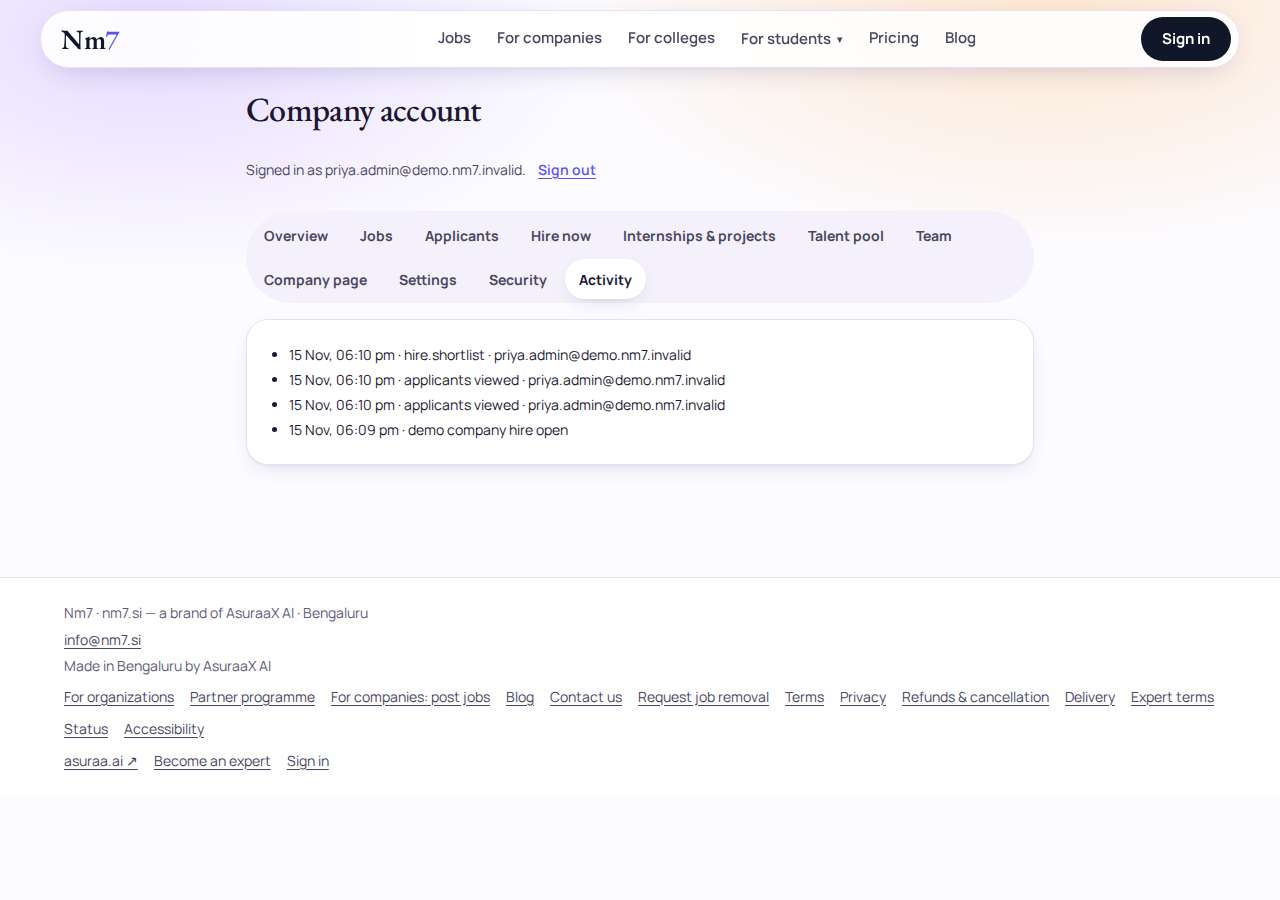 Nm7 Jobs For companies For colleges For students ▾ Pricing Blog Sign in
Company account
Signed in as priya.admin@demo.nm7.invalid. Sign out
Overview Jobs Applicants Hire now Internships & projects Talent pool Team
Company page Settings Security Activity
• 15 Nov, 06:10 pm · hire.shortlist · priya.admin@demo.nm7.invalid
• 15 Nov, 06:10 pm · applicants viewed · priya.admin@demo.nm7.invalid
• 15 Nov, 06:10 pm · applicants viewed · priya.admin@demo.nm7.invalid
• 15 Nov, 06:09 pm · demo company hire open
Nm7 · nm7.si — a brand of AsuraaX AI · Bengaluru
info@nm7.si
Made in Bengaluru by AsuraaX AI
For organizations Partner programme For companies: post jobs Blog Contact us Request job removal Terms Privacy Refunds & cancellation Delivery Expert terms
Status Accessibility
asuraa.ai ↗ Become an expert Sign in